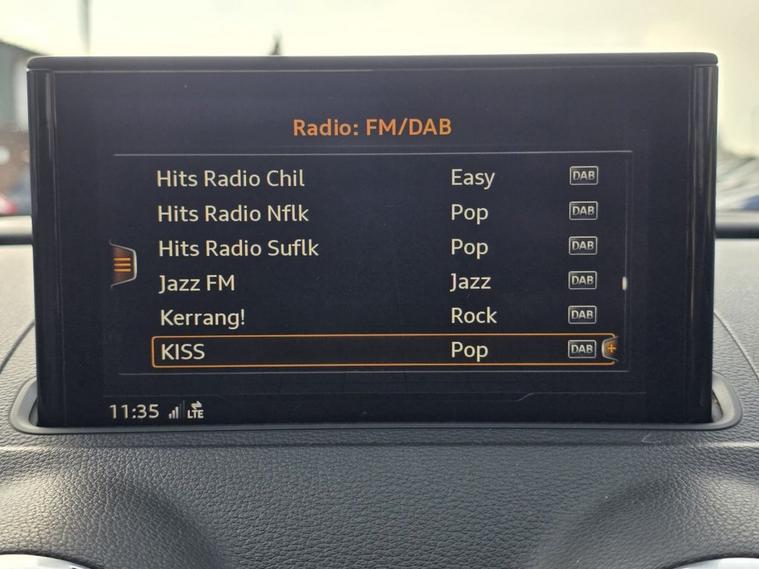 Radio: FM/DAB
Hits Radio Chil Easy DAB
Hits Radio Nflk Pop DAB
Hits Radio Suflk Pop DAB
Jazz FM Jazz DAB
Kerrang! Rock DAB
KISS Pop DAB +
11:35 LTE